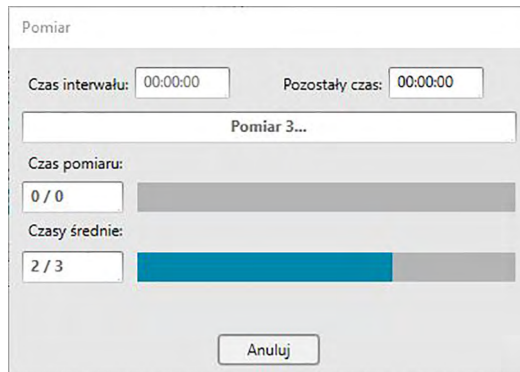 Pomiar
Czas interwału: 00:00:00 Pozostały czas: 00:00:00
Pomiar 3...
Czas pomiaru:
0 / 0
Czasy średnie:
2 / 3
Anuluj